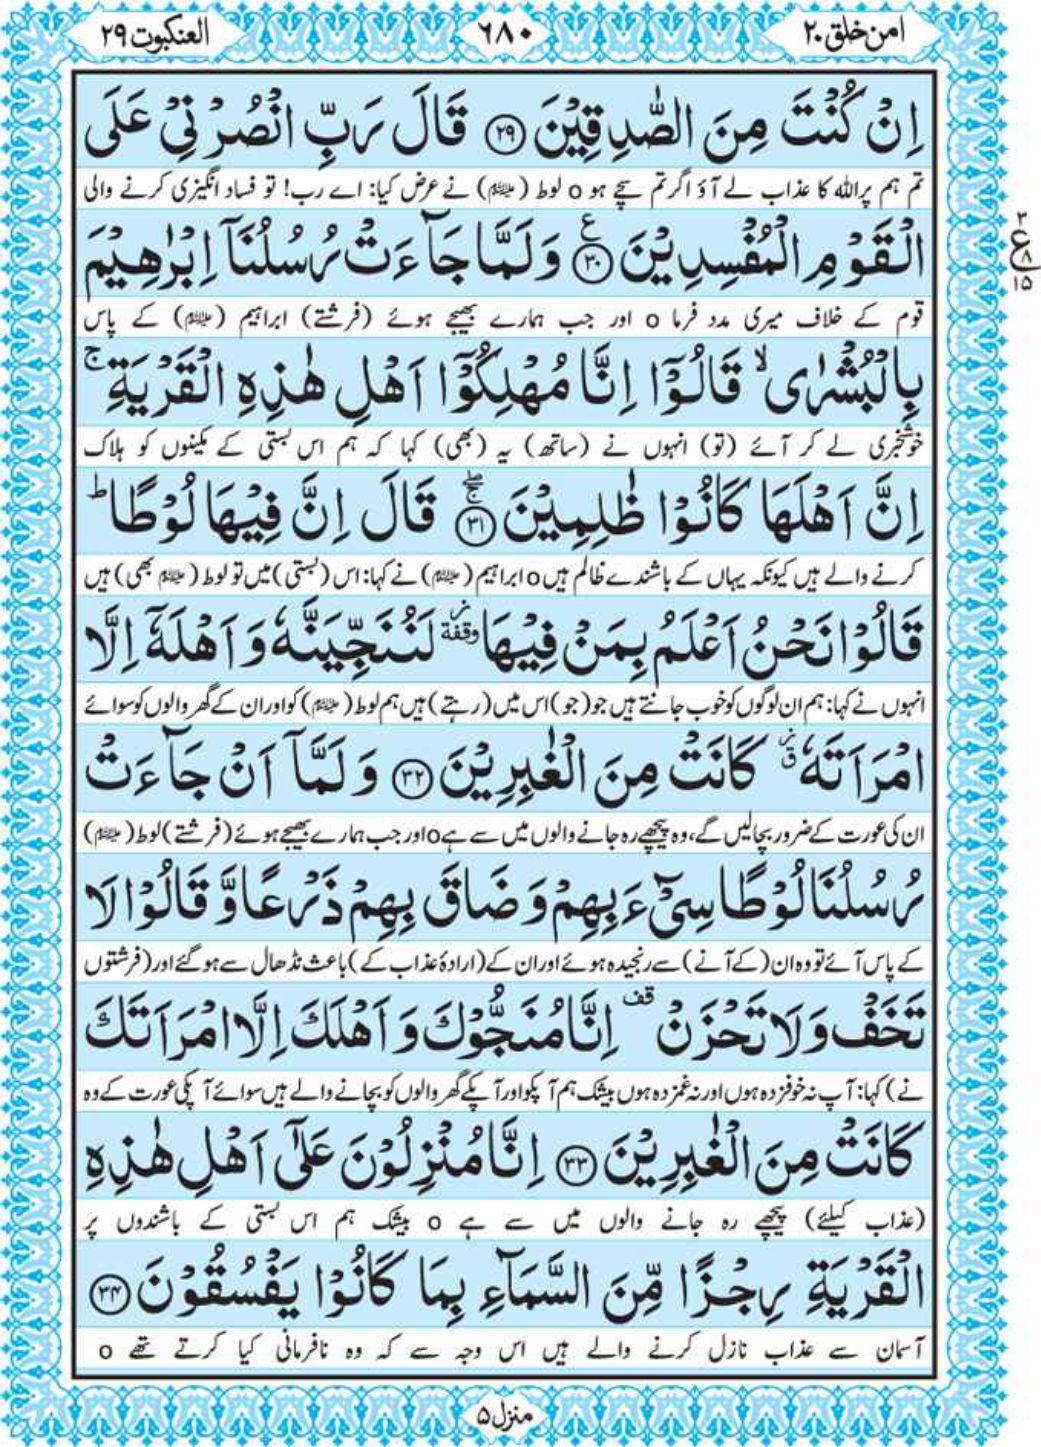 امن خلق ۲۰
۶۸۰
العنکبوت ۲۹
اِنْ كُنْتَ مِنَ الصّٰدِقِيْنَ ۲۹ قَالَ رَبِّ انْصُرْنِيْ عَلَى
تم ہم پر اللہ کا عذاب لے آؤ اگر تم سچے ہو o لوط (علیہ السلام) نے عرض کیا: اے رب! تو فساد انگیزی کرنے والی
الْقَوْمِ الْمُفْسِدِيْنَ ع ۳۰ وَلَمَّا جَآءَتْ رُسُلُنَآ اِبْرٰهِيْمَ
۳ ع ۸ ۱۵
قوم کے خلاف میری مدد فرما o اور جب ہمارے بھیجے ہوئے (فرشتے) ابراہیم (علیہ السلام) کے پاس
بِالْبُشْرٰى ۙ قَالُوْٓا اِنَّا مُهْلِكُوْٓا اَهْلِ هٰذِهِ الْقَرْيَةِ ۚ
خوشخبری لے کر آئے (تو) انہوں نے (ساتھ) یہ (بھی) کہا کہ ہم اس بستی کے مکینوں کو ہلاک
اِنَّ اَهْلَهَا كَانُوْا ظٰلِمِيْنَ ۳۱ قَالَ اِنَّ فِيْهَا لُوْطًا ؕ
کرنے والے ہیں کیونکہ یہاں کے باشندے ظالم ہیں o ابراہیم (علیہ السلام) نے کہا: اس (بستی) میں تو لوط (علیہ السلام بھی) ہیں
قَالُوْا نَحْنُ اَعْلَمُ بِمَنْ فِيْهَا وقفة لَنُنَجِّيَنَّهٗ وَاَهْلَهٗٓ اِلَّا
انہوں نے کہا: ہم ان لوگوں کو خوب جانتے ہیں جو (جو) اس میں (رہتے) ہیں ہم لوط (علیہ السلام) کو اور ان کے گھر والوں کو سوائے
امْرَاَتَهٗ ق كَانَتْ مِنَ الْغٰبِرِيْنَ ۳۲ وَلَمَّآ اَنْ جَآءَتْ
ان کی عورت کے ضرور بچالیں گے، وہ پیچھے رہ جانے والوں میں سے ہے o اور جب ہمارے بھیجے ہوئے (فرشتے) لوط (علیہ السلام)
رُسُلُنَا لُوْطًا سِيْٓءَ بِهِمْ وَضَاقَ بِهِمْ ذَرْعًا وَّقَالُوْا لَا
کے پاس آئے تو وہ ان (کے آنے) سے رنجیدہ ہوئے اور ان کے (ارادۂ عذاب کے) باعث نڈھال سے ہوگئے اور (فرشتوں
تَخَفْ وَلَا تَحْزَنْ قف اِنَّا مُنَجُّوْكَ وَاَهْلَكَ اِلَّا امْرَاَتَكَ
نے) کہا: آپ نہ خوفزدہ ہوں اور نہ غمزدہ ہوں بیشک ہم آپکو اور آپکے گھر والوں کو بچانے والے ہیں سوائے آپکی عورت کے وہ
كَانَتْ مِنَ الْغٰبِرِيْنَ ۳۳ اِنَّا مُنْزِلُوْنَ عَلٰٓى اَهْلِ هٰذِهِ
(عذاب کیلئے) پیچھے رہ جانے والوں میں سے ہے o بیشک ہم اس بستی کے باشندوں پر
الْقَرْيَةِ رِجْزًا مِّنَ السَّمَآءِ بِمَا كَانُوْا يَفْسُقُوْنَ ۳۴
آسمان سے عذاب نازل کرنے والے ہیں اس وجہ سے کہ وہ نافرمانی کیا کرتے تھے o
منزل ۵